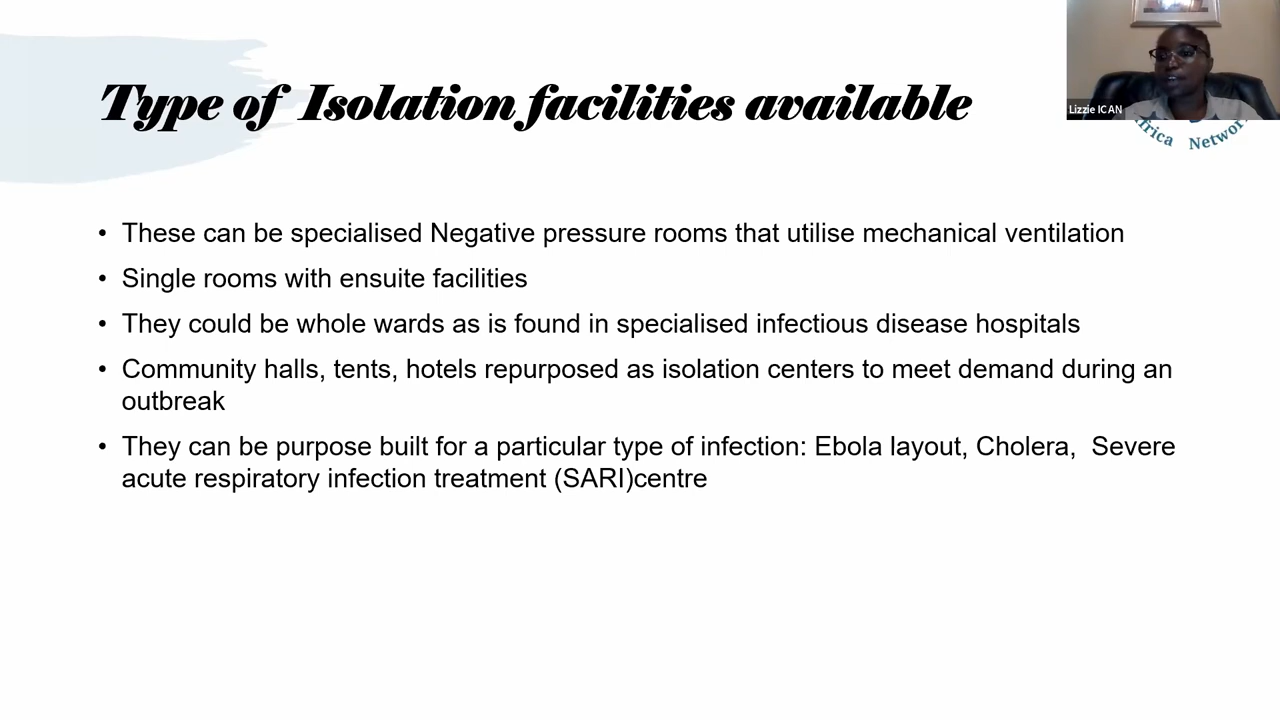 Type of Isolation facilities available
Lizzie ICAN
Network
• These can be specialised Negative pressure rooms that utilise mechanical ventilation
• Single rooms with ensuite facilities
• They could be whole wards as is found in specialised infectious disease hospitals
• Community halls, tents, hotels repurposed as isolation centers to meet demand during an
outbreak
• They can be purpose built for a particular type of infection: Ebola layout, Cholera,  Severe
acute respiratory infection treatment (SARI)centre